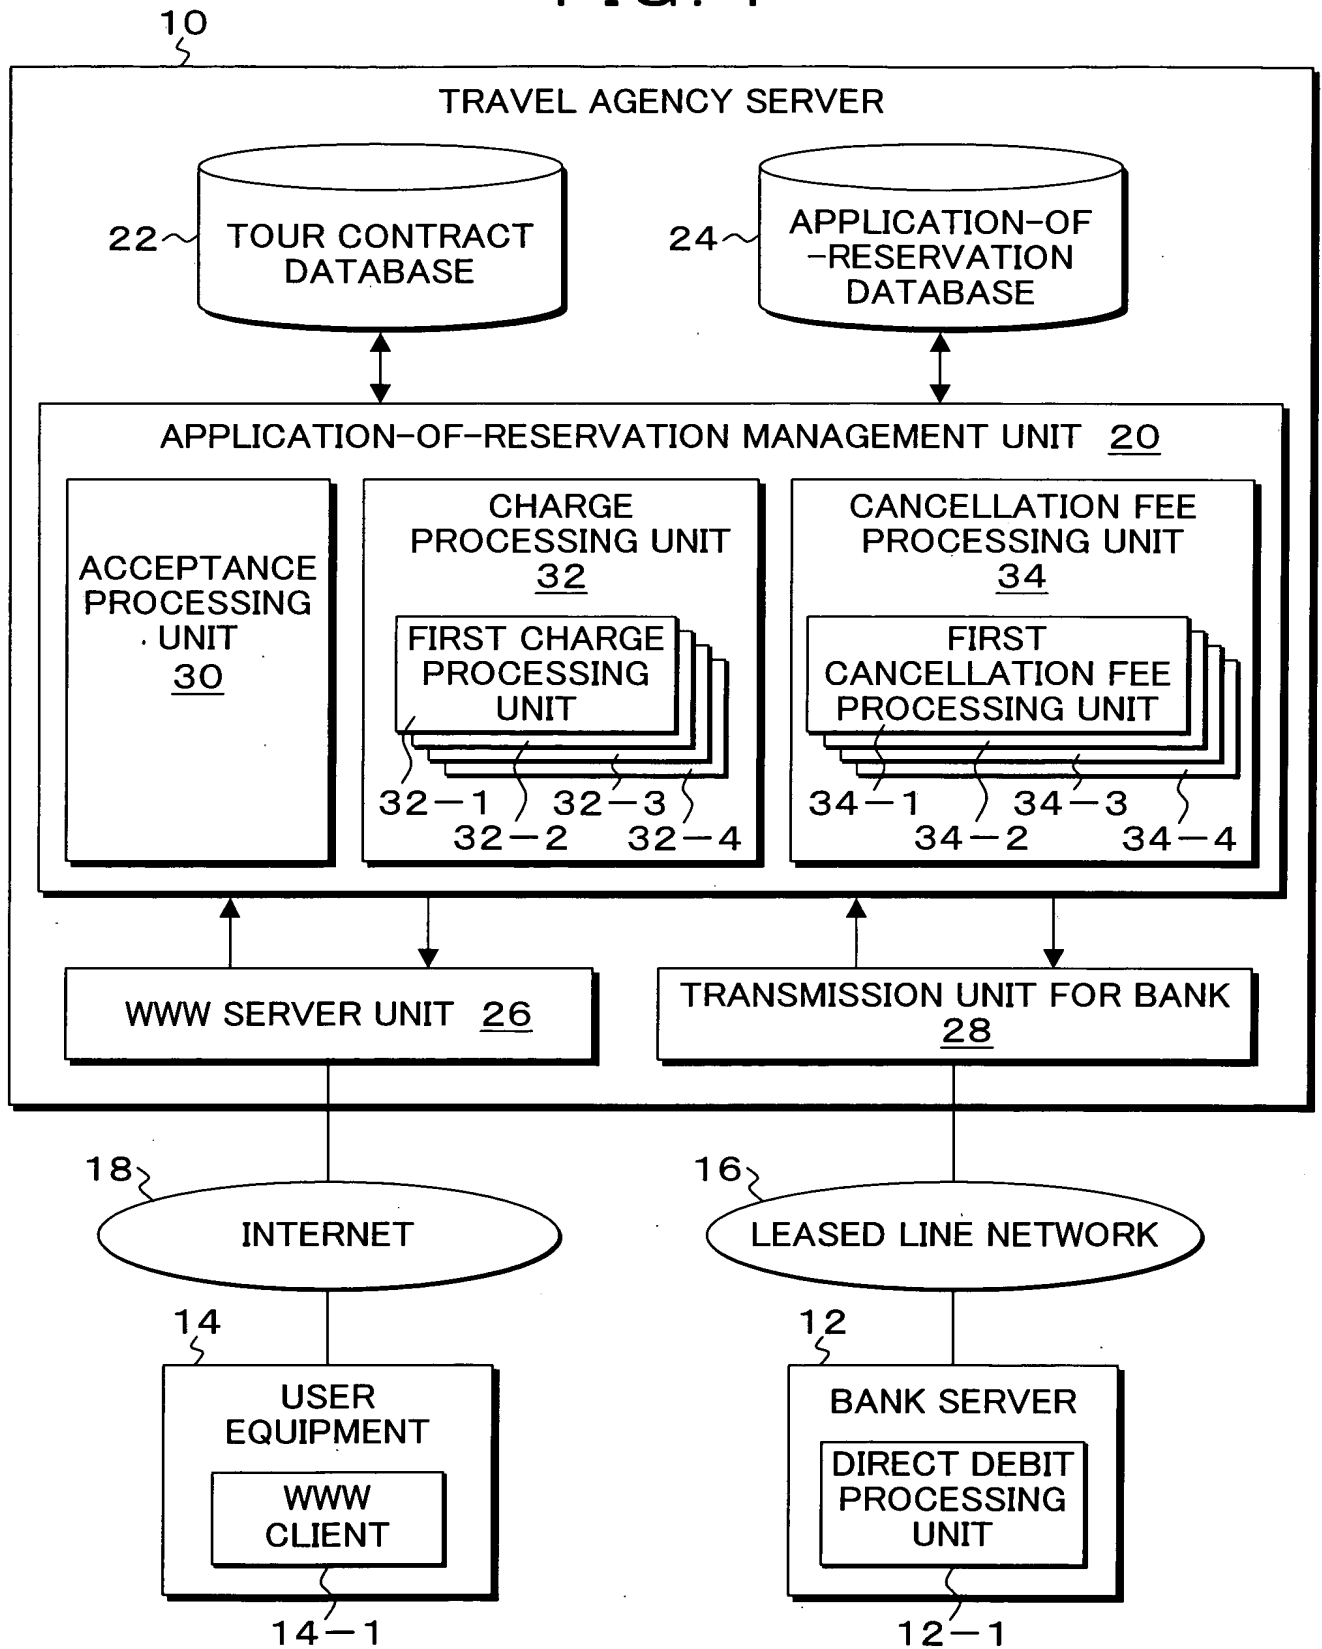 10
TRAVEL AGENCY SERVER
22
TOUR CONTRACT
DATABASE
24
APPLICATION-OF
-RESERVATION
DATABASE
APPLICATION-OF-RESERVATION MANAGEMENT UNIT 20
ACCEPTANCE
PROCESSING
UNIT
30
CHARGE
PROCESSING UNIT
32
FIRST CHARGE
PROCESSING
UNIT
32-1
32-2
32-3
32-4
CANCELLATION FEE
PROCESSING UNIT
34
FIRST
CANCELLATION FEE
PROCESSING UNIT
34-1
34-2
34-3
34-4
WWW SERVER UNIT 26
TRANSMISSION UNIT FOR BANK
28
18
INTERNET
16
LEASED LINE NETWORK
14
USER
EQUIPMENT
WWW
CLIENT
14-1
12
BANK SERVER
DIRECT DEBIT
PROCESSING
UNIT
12-1